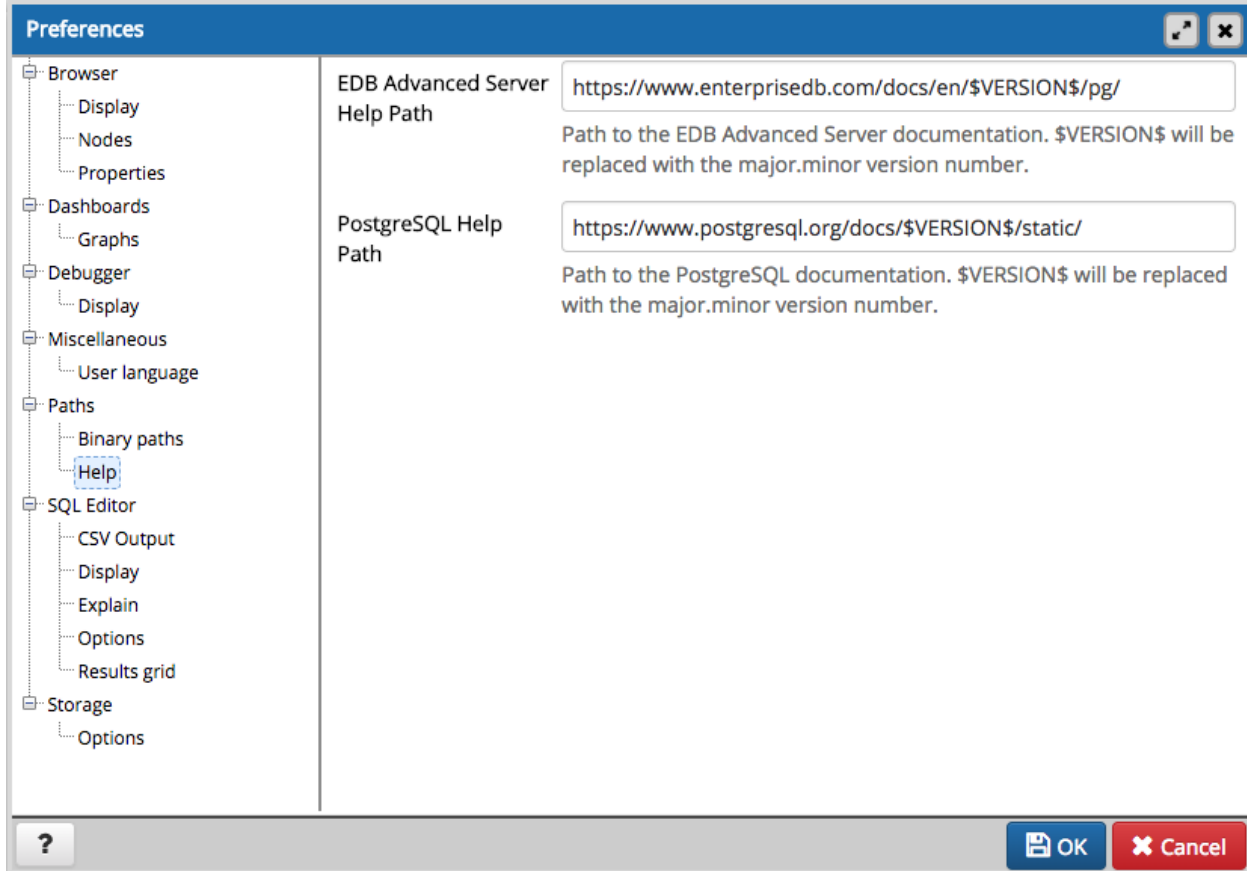 Preferences
Browser
Display
Nodes
Properties
Dashboards
Graphs
Debugger
Display
Miscellaneous
User language
Paths
Binary paths
Help
SQL Editor
CSV Output
Display
Explain
Options
Results grid
Storage
Options
EDB Advanced Server
Help Path
https://www.enterprisedb.com/docs/en/$VERSION$/pg/
Path to the EDB Advanced Server documentation. $VERSION$ will be
replaced with the major.minor version number.
PostgreSQL Help
Path
https://www.postgresql.org/docs/$VERSION$/static/
Path to the PostgreSQL documentation. $VERSION$ will be replaced
with the major.minor version number.
?
OK
Cancel